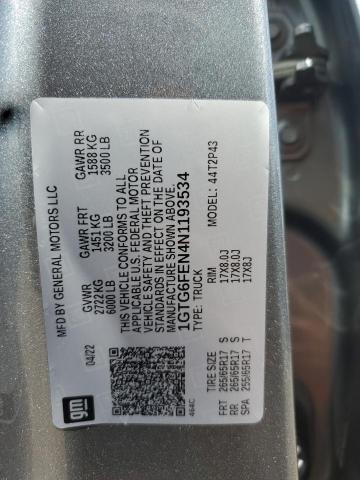 MFD BY GENERAL MOTORS LLC
04/22 GVWR GAWR FRT GAWR RR
2722 KG 1451 KG 1588 KG
6000 LB 3200 LB 3500 LB
THIS VEHICLE CONFORMS TO ALL
APPLICABLE U.S. FEDERAL MOTOR
VEHICLE SAFETY AND THEFT PREVENTION
STANDARDS IN EFFECT ON THE DATE OF
MANUFACTURE SHOWN ABOVE.
1GTG6FEN4N1193534
TYPE: TRUCK MODEL: 44T2P43
gm
464C
TIRE SIZE RIM
FRT 265/65R17 S 17X8.0J
RR 265/65R17 S 17X8.0J
SPA 255/65R17 T 17X8J